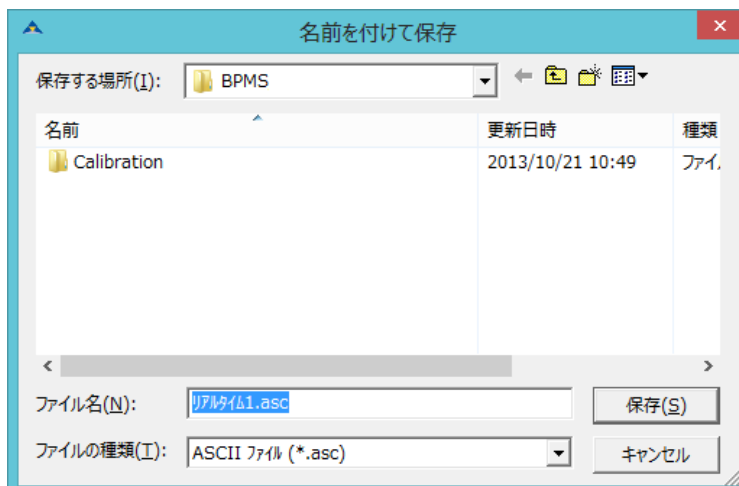 名前を付けて保存
保存する場所(I): BPMS
名前 更新日時 種類
Calibration 2013/10/21 10:49 ファイ
ファイル名(N): ﾘｱﾙﾀｲﾑ1.asc 保存(S)
ファイルの種類(T): ASCII ﾌｧｲﾙ (*.asc) キャンセル